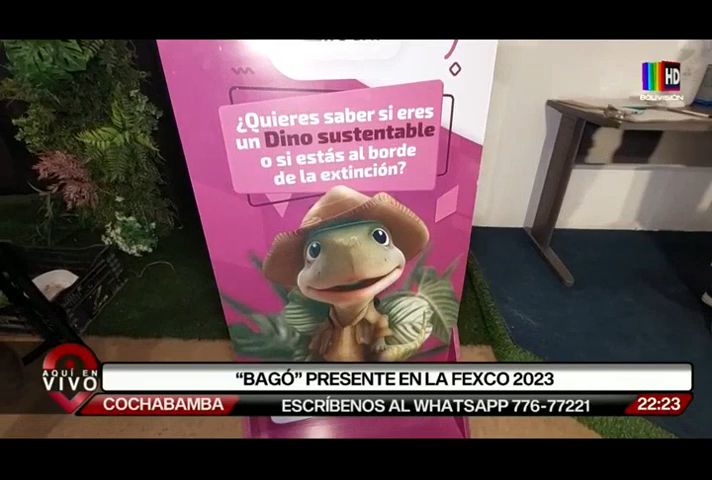 HD
BOLIVISIÓN
¿Quieres saber si eres
un Dino sustentable
o si estás al borde
de la extinción?
AQUÍ EN
VIVO
"BAGÓ" PRESENTE EN LA FEXCO 2023
COCHABAMBA
ESCRÍBENOS AL WHATSAPP 776-77221
22:23